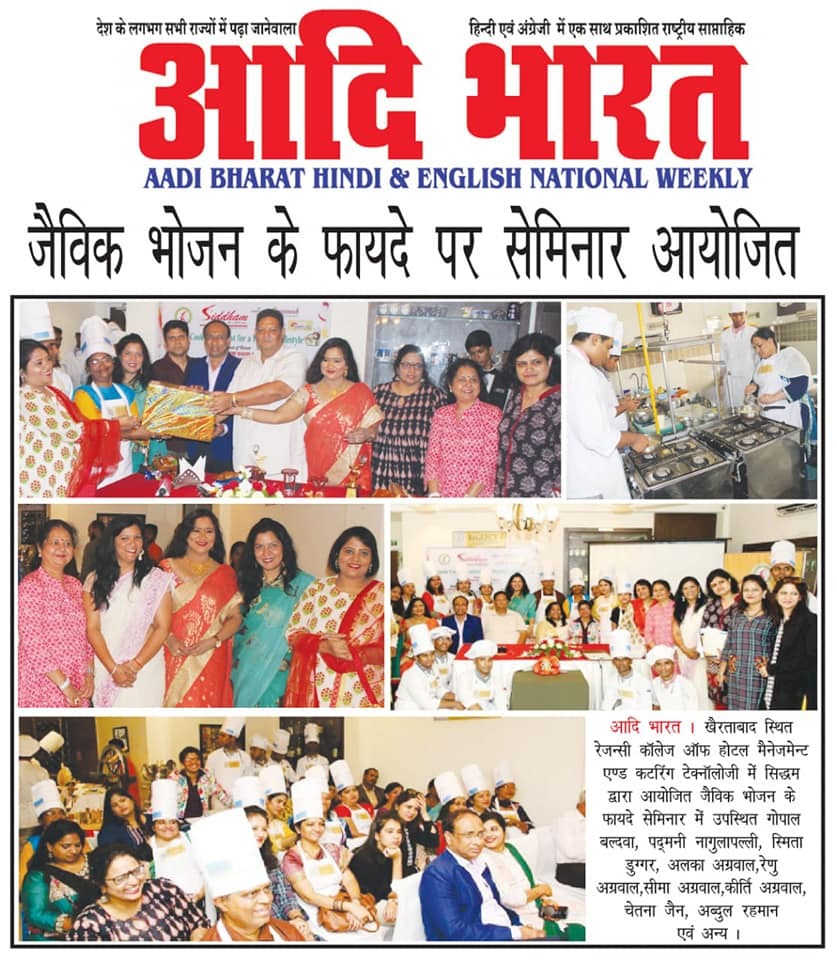 देश के लगभग सभी राज्यों में पढ़ा जानेवाला
हिन्दी एवं अंग्रेजी में एक साथ प्रकाशित राष्ट्रीय साप्ताहिक
आदि भारत
AADI BHARAT HINDI & ENGLISH NATIONAL WEEKLY
जैविक भोजन के फायदे पर सेमिनार आयोजित
Siddham
आदि भारत । खैरताबाद स्थित
रेजन्सी कॉलेज ऑफ होटल मैनेजमेंट
एण्ड कटरिंग टेक्नॉलोजी में सिद्धम
द्वारा आयोजित जैविक भोजन के
फायदे सेमिनार में उपस्थित गोपाल
बल्दवा, पद्मनी नागुलापल्ली, स्मिता
डुग्गर, अलका अग्रवाल,रेणु
अग्रवाल,सीमा अग्रवाल,कीर्ति अग्रवाल,
चेतना जैन, अब्दुल रहमान
एवं अन्य ।